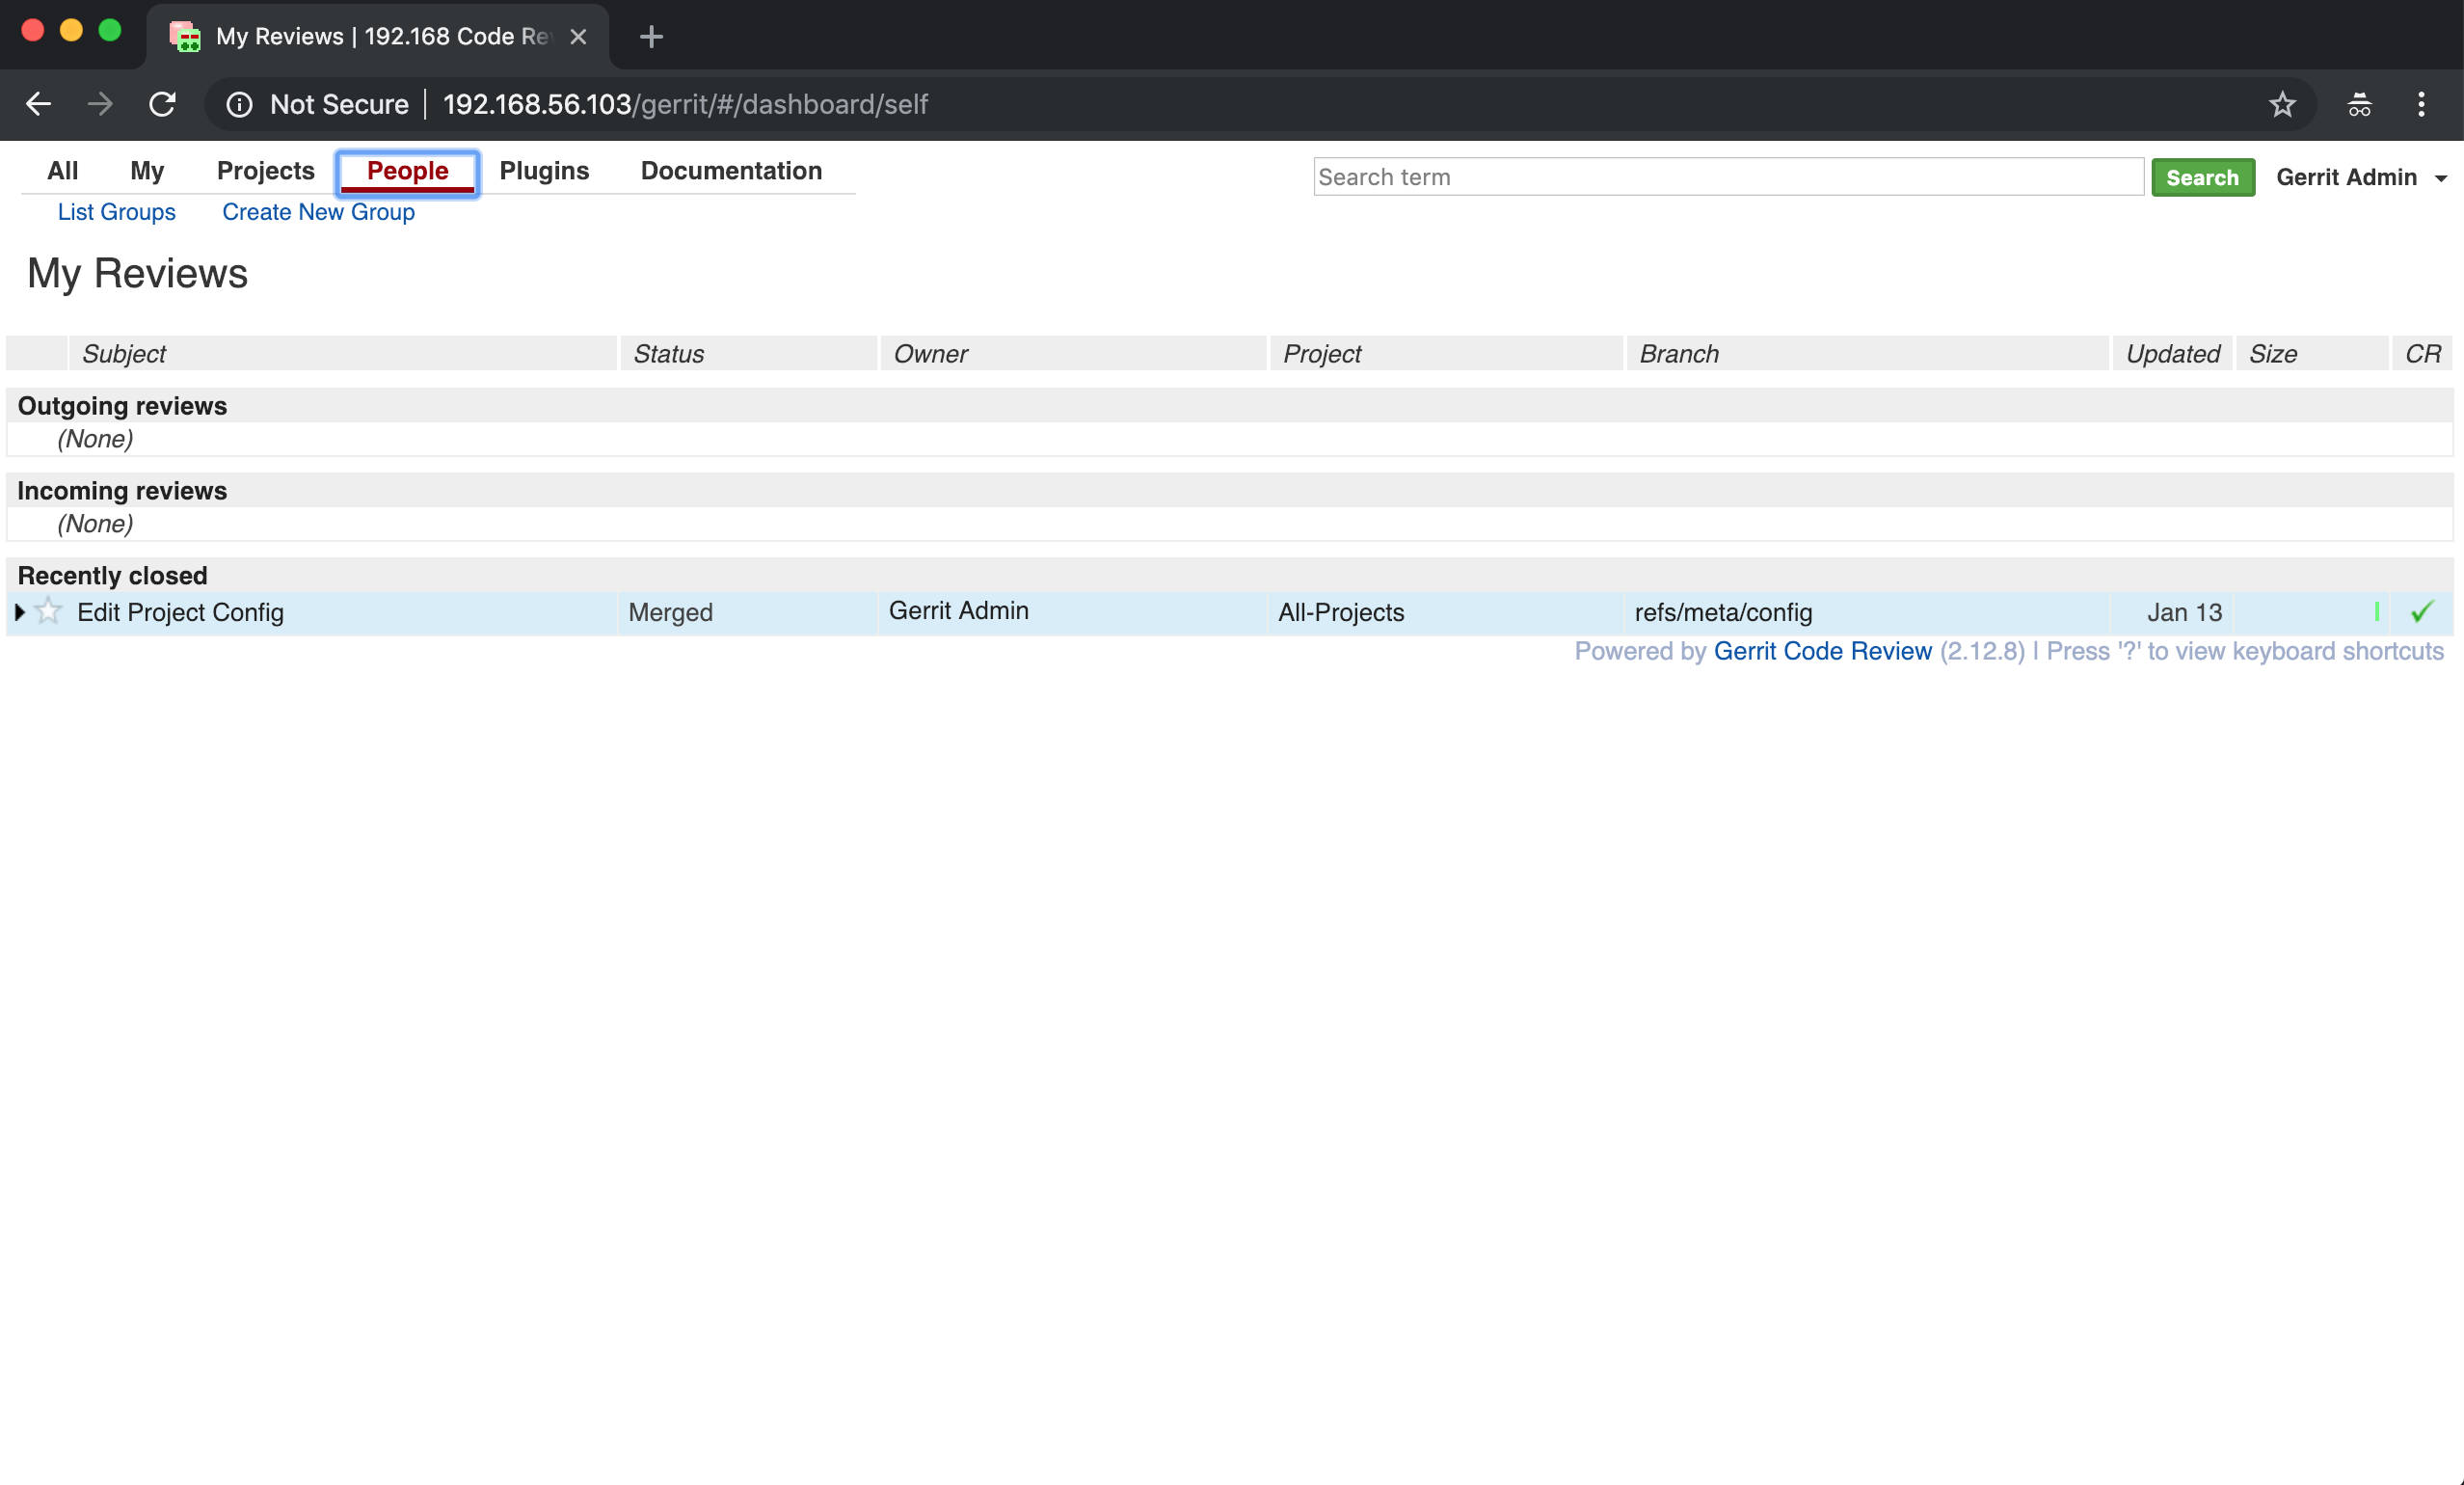 My Reviews | 192.168 Code Re
Not Secure | 192.168.56.103/gerrit/#/dashboard/self
All My Projects People Plugins Documentation Search term Search Gerrit Admin
List Groups Create New Group
My Reviews
Subject Status Owner Project Branch Updated Size CR
Outgoing reviews
(None)
Incoming reviews
(None)
Recently closed
Edit Project Config Merged Gerrit Admin All-Projects refs/meta/config Jan 13
Powered by Gerrit Code Review (2.12.8) | Press '?' to view keyboard shortcuts